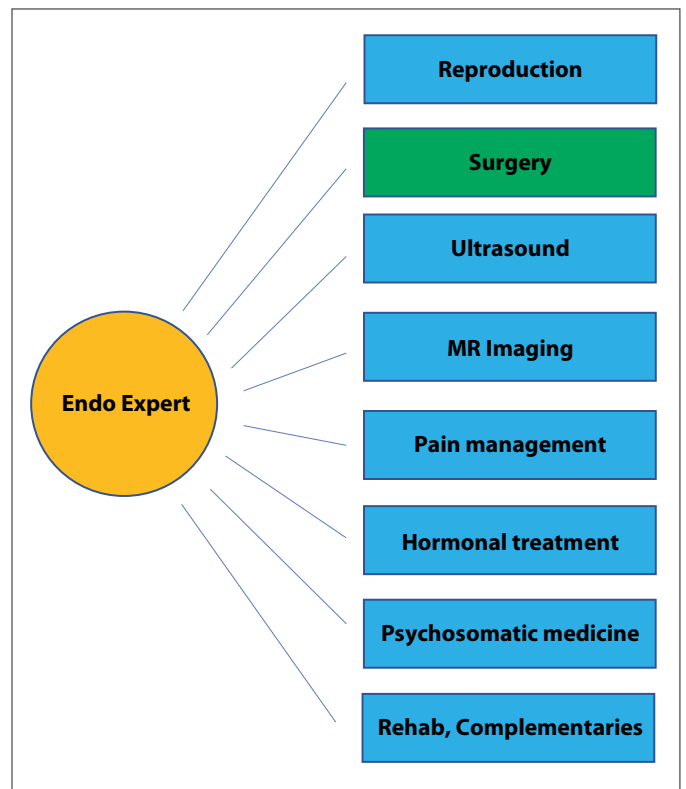 Reproduction
Surgery
Ultrasound
MR Imaging
Endo Expert
Pain management
Hormonal treatment
Psychosomatic medicine
Rehab, Complementaries